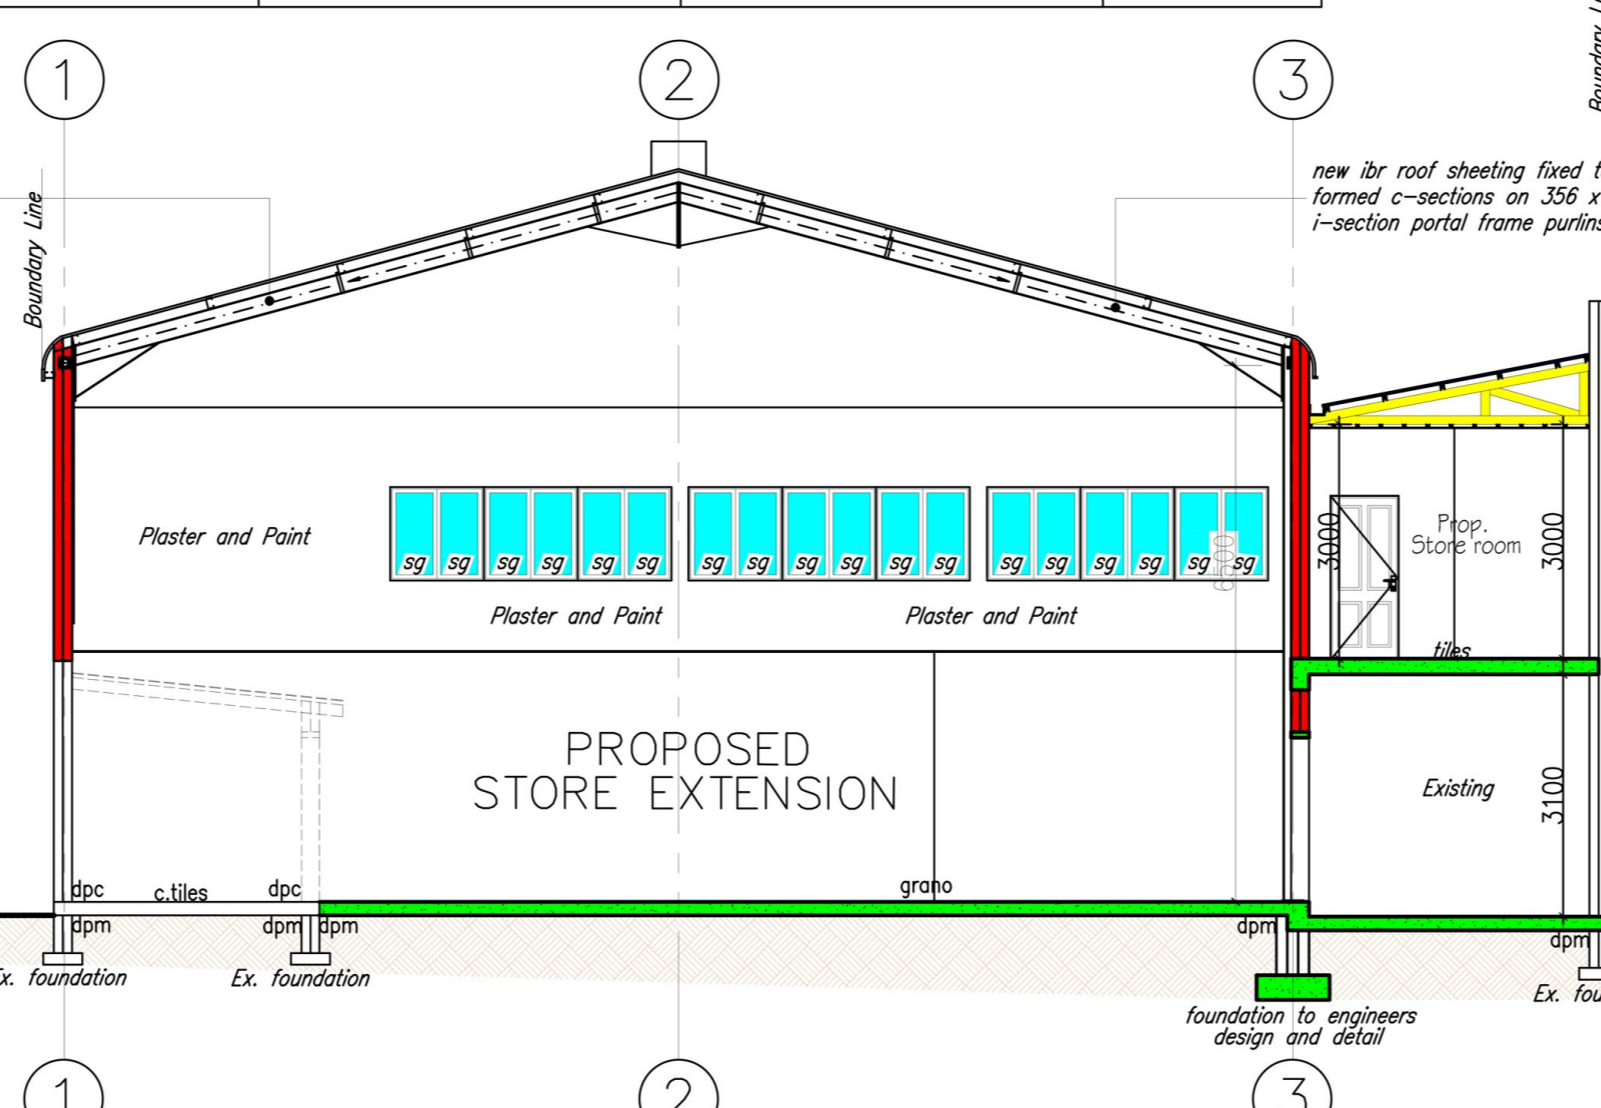 1
2
3
Boundary Line
Boundary
new ibr roof sheeting fixed
formed c-sections on 356 x
i-section portal frame purlins
Plaster and Paint
sg sg sg sg sg sg
sg sg sg sg sg sg
sg sg sg sg sg sg
6500
3000
Prop.
Store room
3000
Plaster and Paint
Plaster and Paint
tiles
PROPOSED
STORE EXTENSION
Existing
3100
dpc
c.tiles
dpc
grano
dpm
dpm
dpm
dpm
dpm
Ex. foundation
Ex. foundation
Ex.
foundation to engineers
design and detail
1
2
3